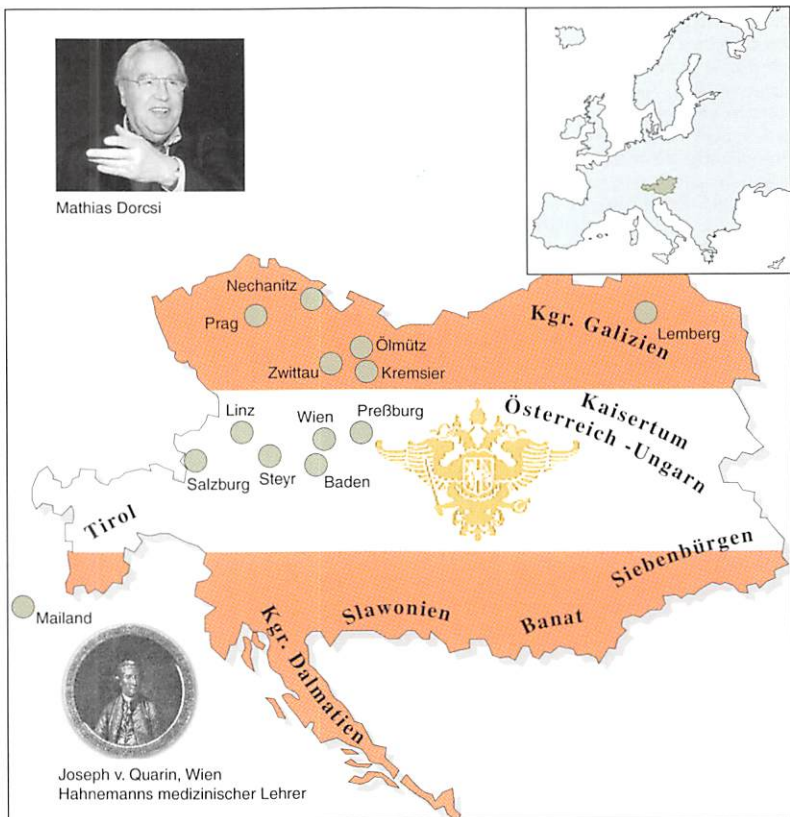 Mathias Dorcsi
Nechanitz
Prag
Ölmütz
Zwittau
Kremsier
Kgr. Galizien
Lemberg
Kaisertum
Österreich -Ungarn
Linz
Wien
Preßburg
Salzburg
Steyr
Baden
Tirol
Siebenbürgen
Mailand
Slawonien
Banat
Kgr. Dalmatien
Joseph v. Quarin, Wien
Hahnemanns medizinischer Lehrer